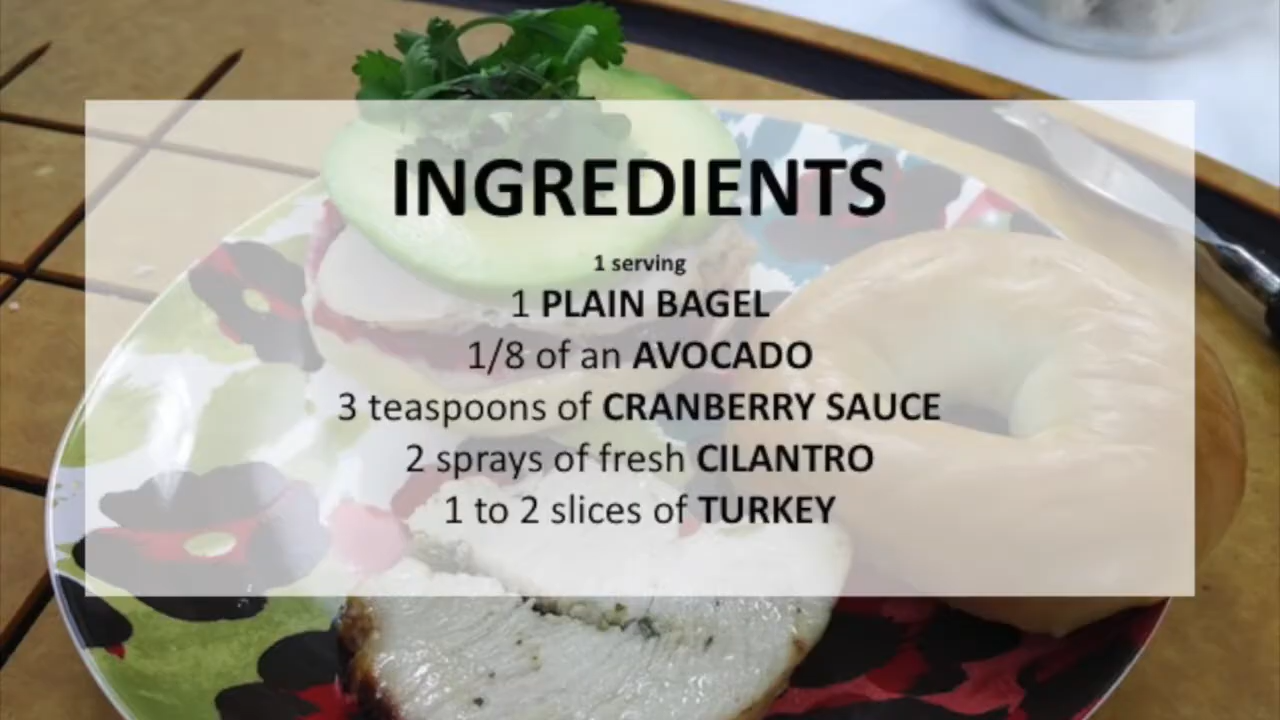 INGREDIENTS
1 serving
1 PLAIN BAGEL
1/8 of an AVOCADO
3 teaspoons of CRANBERRY SAUCE
2 sprays of fresh CILANTRO
1 to 2 slices of TURKEY